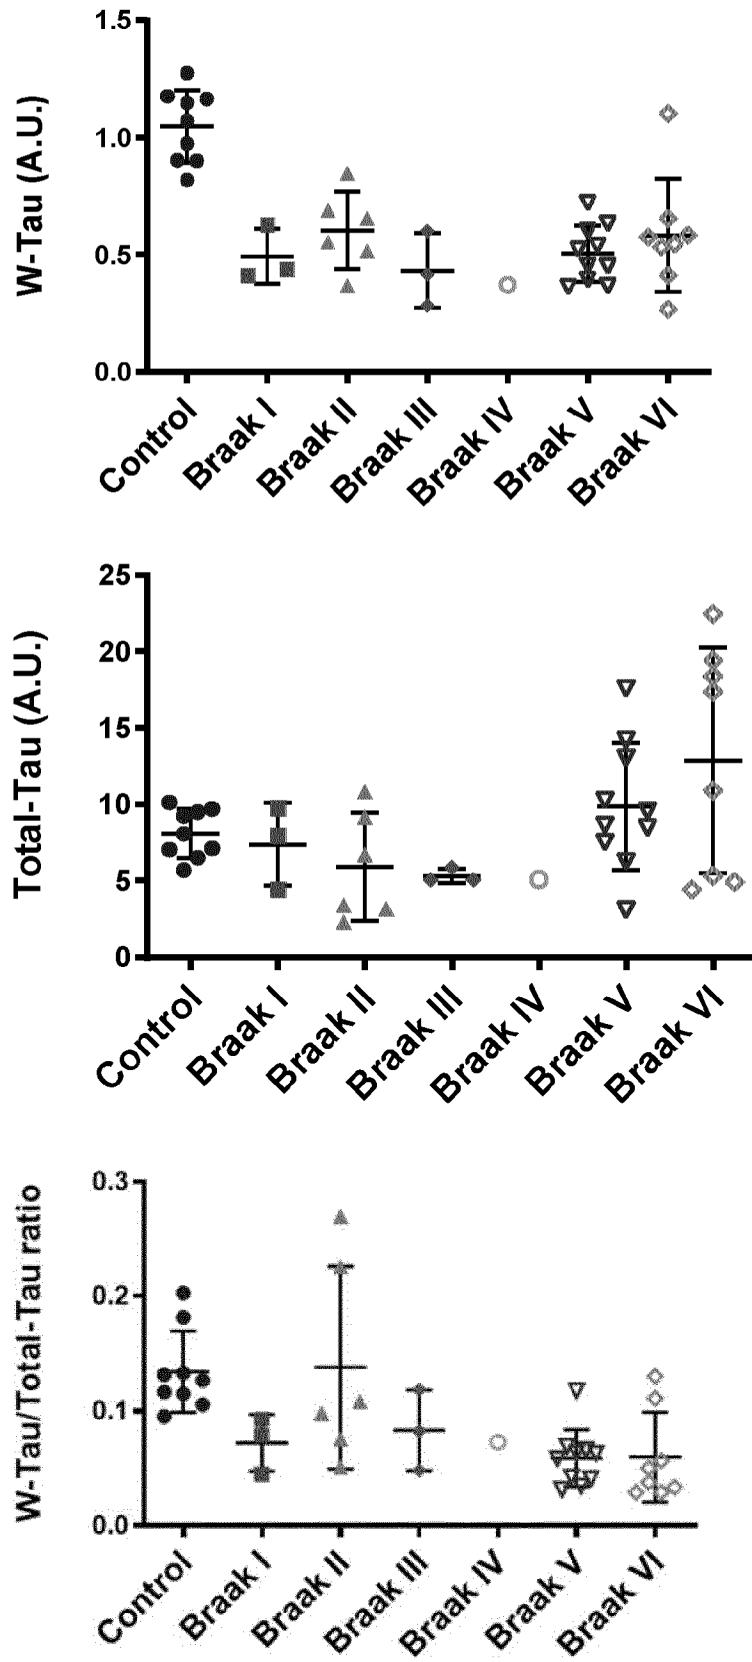 W-Tau (A.U.)
1.5
1.0
0.5
0.0
Control
Braak I
Braak II
Braak III
Braak IV
Braak V
Braak VI
Total-Tau (A.U.)
25
20
15
10
5
0
Control
Braak I
Braak II
Braak III
Braak IV
Braak V
Braak VI
W-Tau/Total-Tau ratio
0.3
0.2
0.1
0.0
Control
Braak I
Braak II
Braak III
Braak IV
Braak V
Braak VI